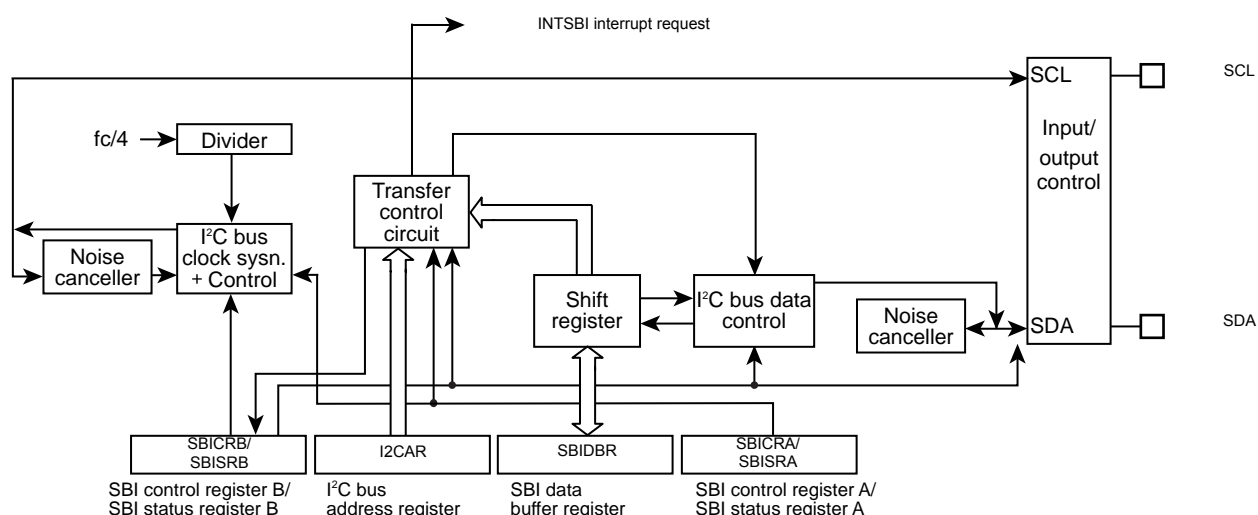 INTSBI interrupt request
SCL
SCL
fc/4
Divider
Input/
output
control
Transfer
control
circuit
I²C bus
clock sysn.
+ Control
Noise
canceller
Shift
register
I²C bus data
control
Noise
canceller
SDA
SDA
SBICRB/
SBISRB
I2CAR
SBIDBR
SBICRA/
SBISRA
SBI control register B/
SBI status register B
I²C bus
address register
SBI data
buffer register
SBI control register A/
SBI status register A